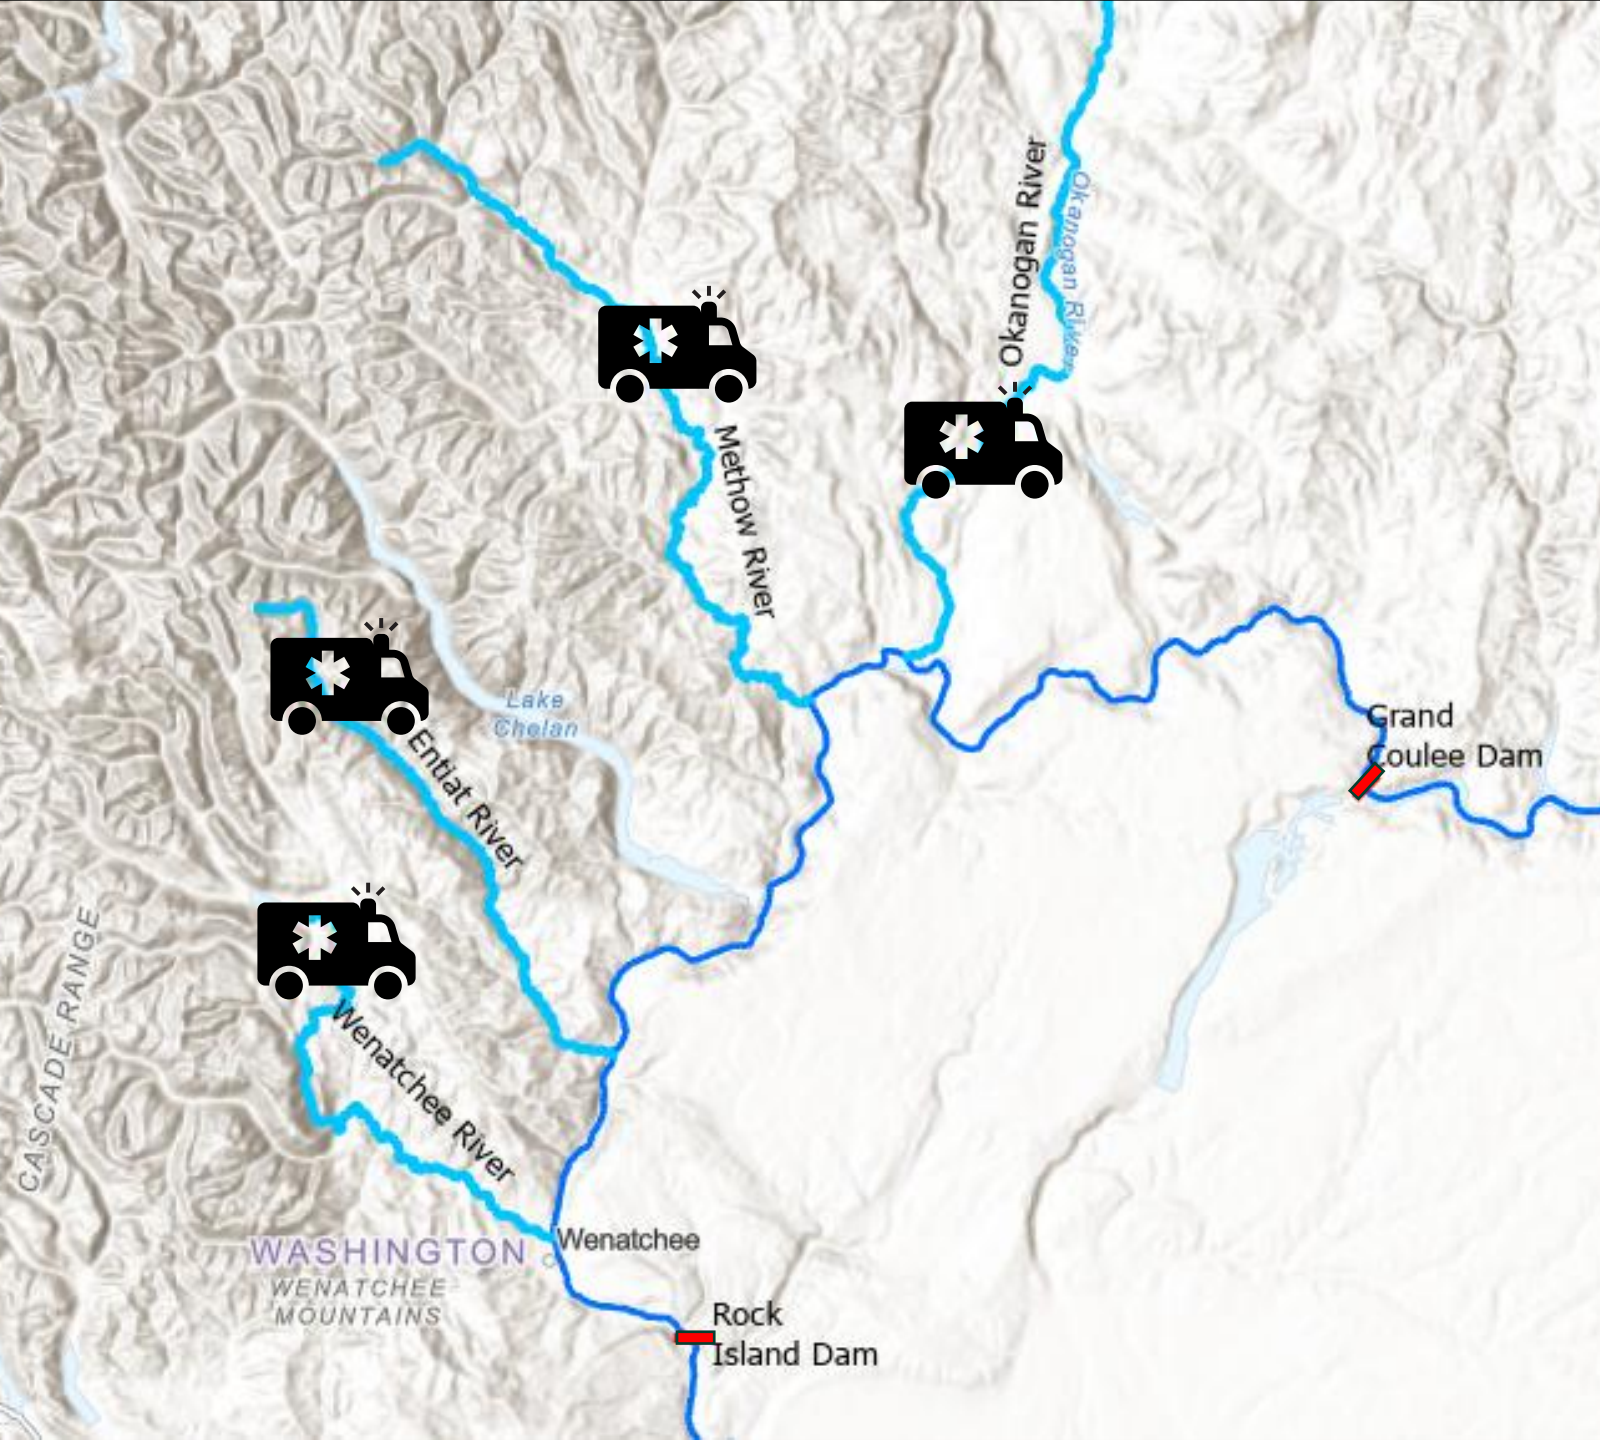 Okanogan River
Okanogan River
Methow River
Lake
Chelan
Grand
Coulee Dam
Entiat River
CASCADE RANGE
Wenatchee River
Wenatchee
WASHINGTON
WENATCHEE
MOUNTAINS
Rock
Island Dam